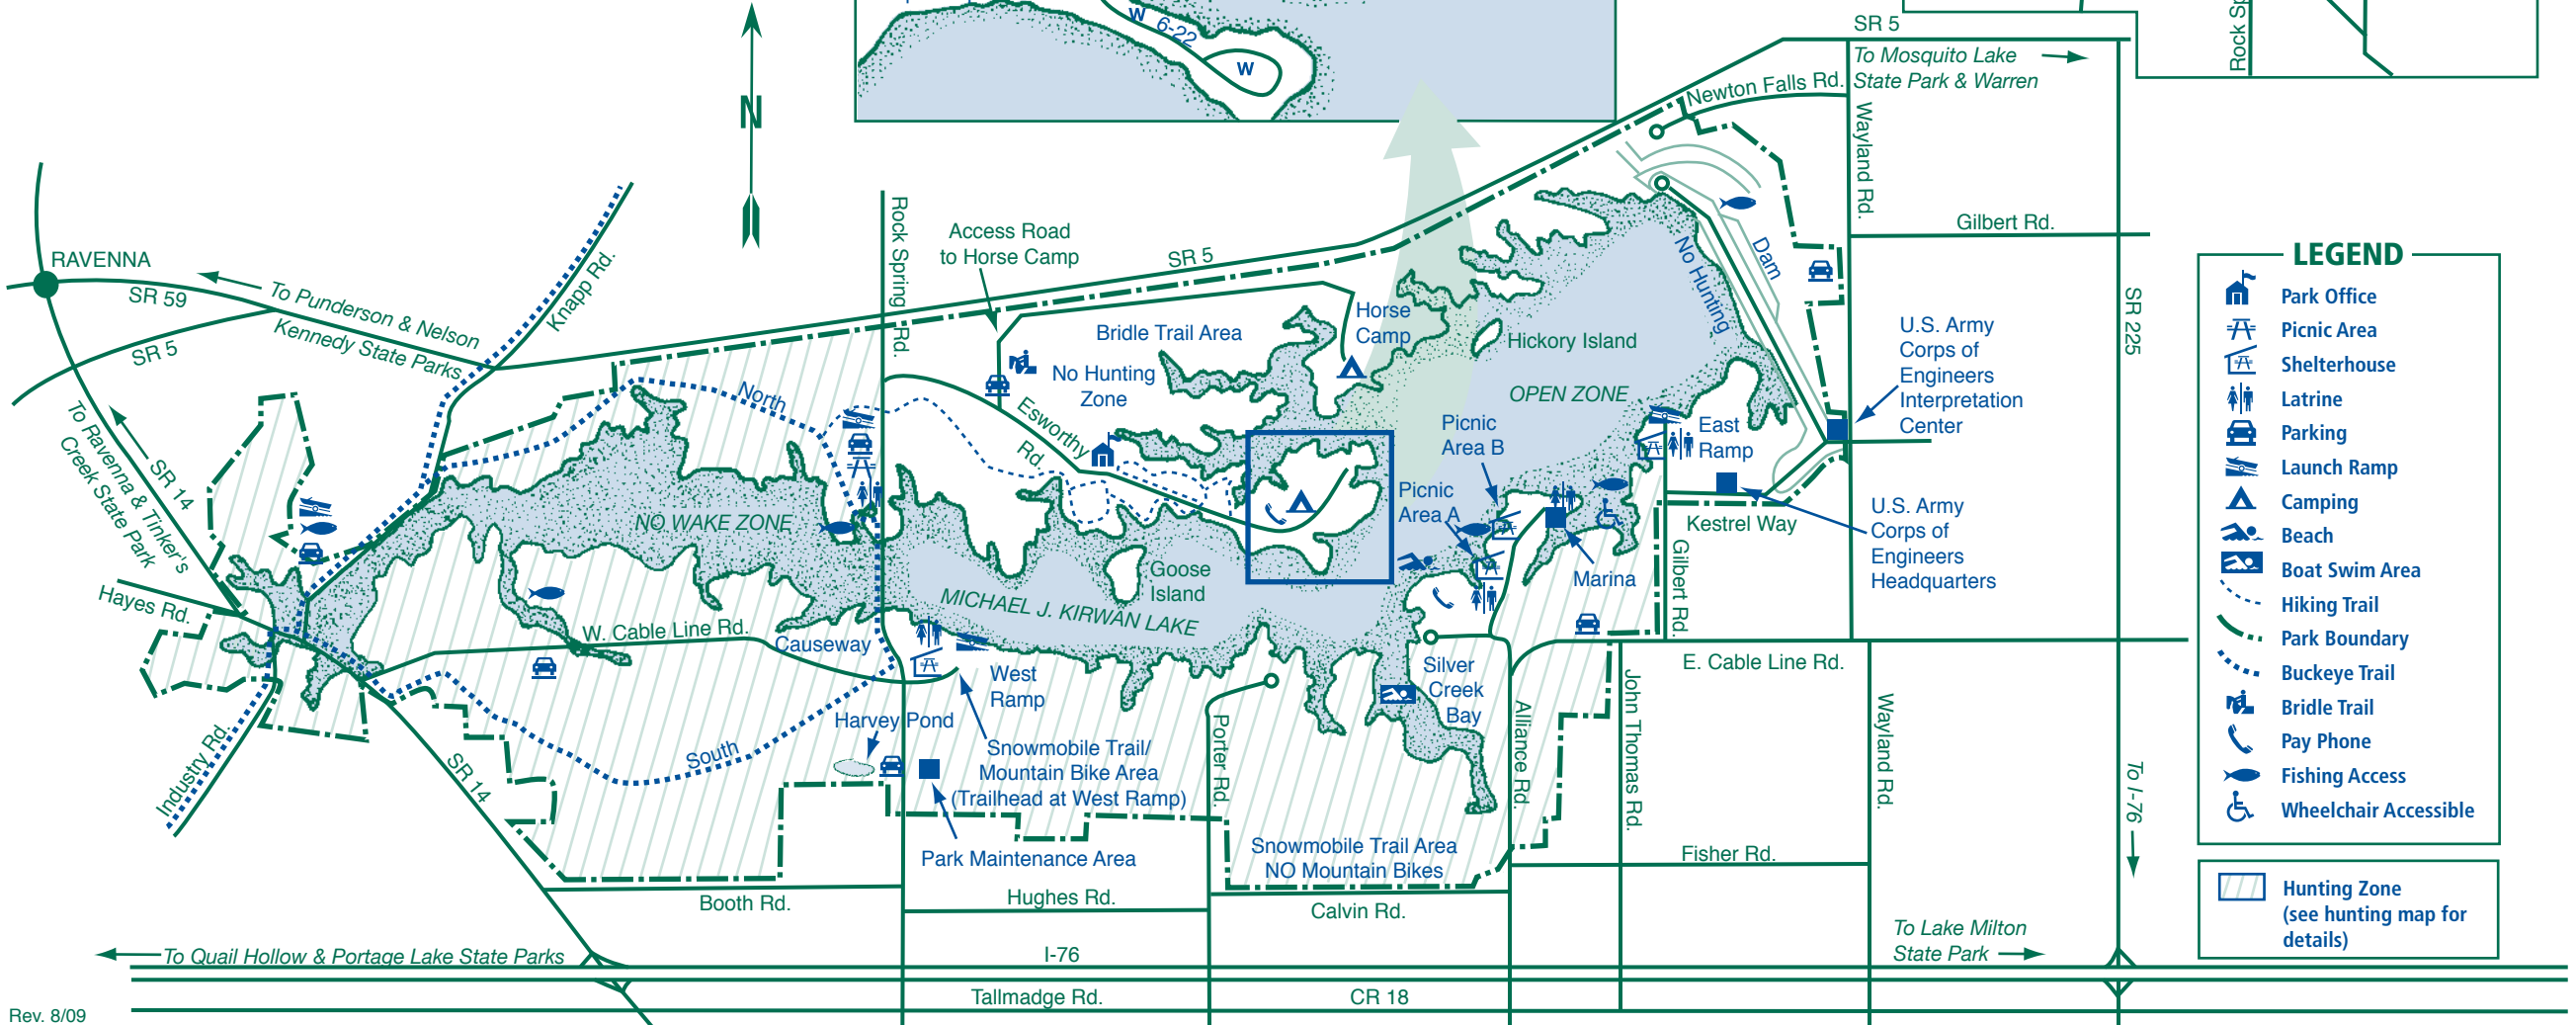 W
6-22
W
N
SR 5
Rock Sp
To Mosquito Lake
State Park & Warren
Newton Falls Rd.
Wayland Rd.
Gilbert Rd.
SR 225
RAVENNA
SR 59
SR 5
To Punderson & Nelson
Kennedy State Parks
Knapp Rd.
Rock Spring Rd.
Access Road
to Horse Camp
SR 5
Bridle Trail Area
No Hunting
Zone
Horse
Camp
Hickory Island
OPEN ZONE
No Hunting
Dam
U.S. Army
Corps of
Engineers
Interpretation
Center
To Ravenna & Tinker's
Creek State Park
SR 14
North
Esworthy
Rd.
Picnic
Area B
Picnic
Area A
East
Ramp
Kestrel Way
U.S. Army
Corps of
Engineers
Headquarters
NO WAKE ZONE
Goose
Island
MICHAEL J. KIRWAN LAKE
Marina
Gilbert Rd.
Hayes Rd.
W. Cable Line Rd.
Causeway
West
Ramp
Silver
Creek
Bay
E. Cable Line Rd.
Industry Rd.
SR 14
South
Harvey Pond
Snowmobile Trail/
Mountain Bike Area
(Trailhead at West Ramp)
Porter Rd.
Alliance Rd.
John Thomas Rd.
Wayland Rd.
To I-76
Park Maintenance Area
Snowmobile Trail Area
NO Mountain Bikes
Fisher Rd.
Booth Rd.
Hughes Rd.
Calvin Rd.
To Quail Hollow & Portage Lake State Parks
I-76
To Lake Milton
State Park
Tallmadge Rd.
CR 18
Rev. 8/09
LEGEND
Park Office
Picnic Area
Shelterhouse
Latrine
Parking
Launch Ramp
Camping
Beach
Boat Swim Area
Hiking Trail
Park Boundary
Buckeye Trail
Bridle Trail
Pay Phone
Fishing Access
Wheelchair Accessible
Hunting Zone
(see hunting map for
details)